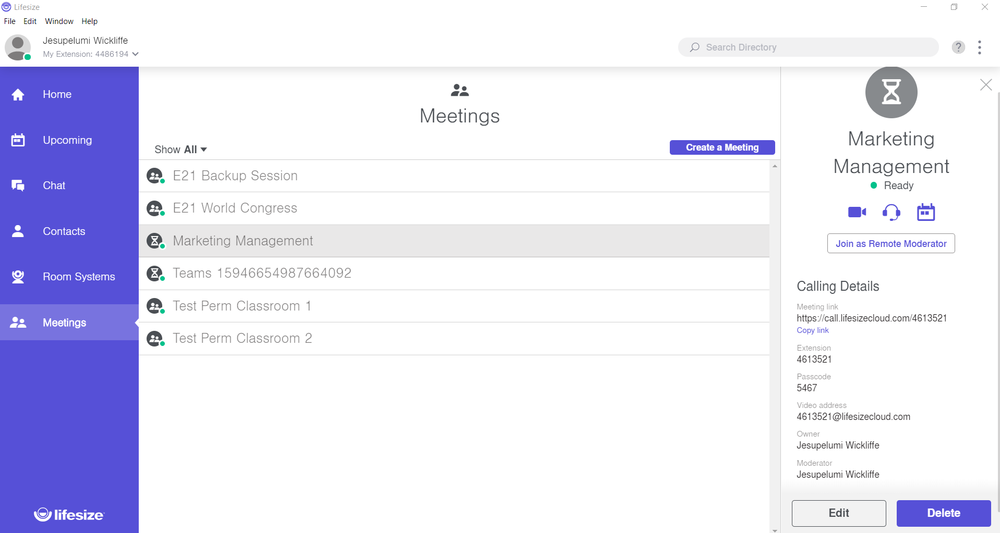 Lifesize
File Edit Window Help
Jesupelumi Wickliffe
My Extension: 4486194
Search Directory
?
Home
Upcoming
Chat
Contacts
Room Systems
Meetings
lifesize
Meetings
Show All
Create a Meeting
E21 Backup Session
E21 World Congress
Marketing Management
Teams 15946654987664092
Test Perm Classroom 1
Test Perm Classroom 2
Marketing
Management
Ready
Join as Remote Moderator
Calling Details
Meeting link
https://call.lifesizecloud.com/4613521
Copy link
Extension
4613521
Passcode
5467
Video address
4613521@lifesizecloud.com
Owner
Jesupelumi Wickliffe
Moderator
Jesupelumi Wickliffe
Edit
Delete